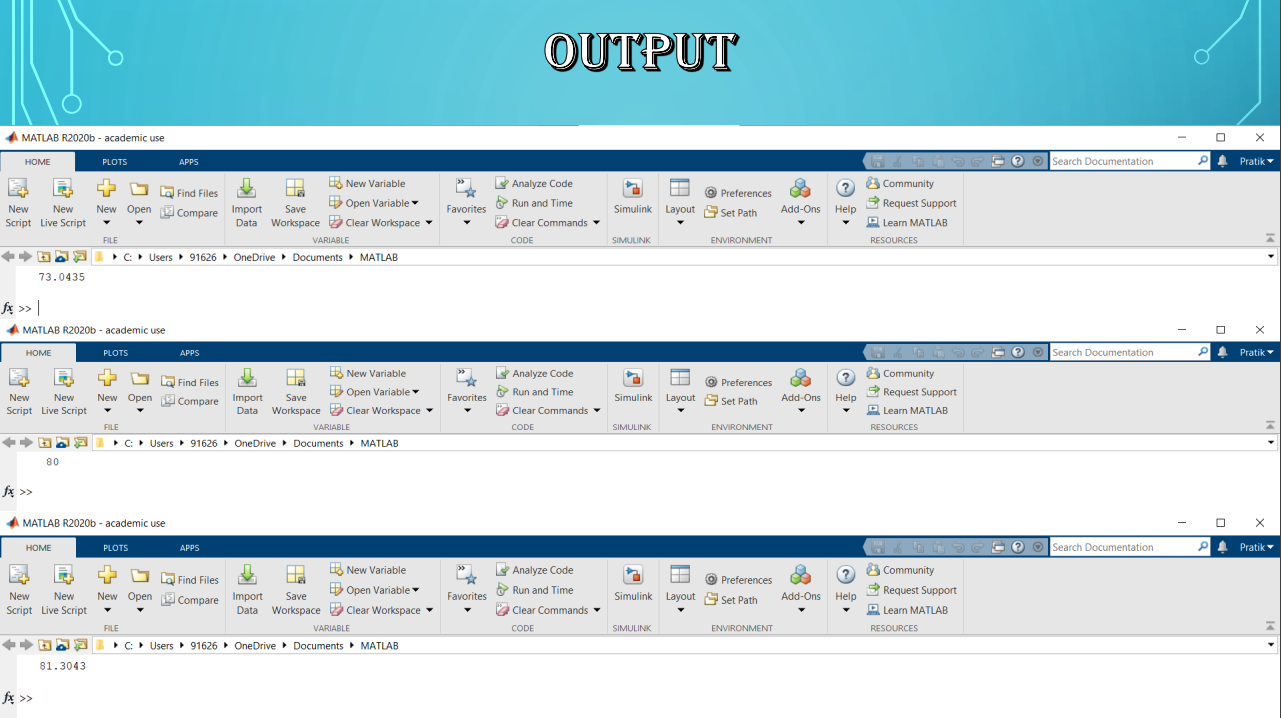 OUTPUT
MATLAB R2020b - academic use
HOME PLOTS APPS Search Documentation Pratik
New Script New Live Script New Open Find Files Compare Import Data Save Workspace New Variable Open Variable Clear Workspace Favorites Analyze Code Run and Time Clear Commands Simulink Layout Preferences Set Path Add-Ons Help Community Request Support Learn MATLAB
FILE VARIABLE CODE SIMULINK ENVIRONMENT RESOURCES
C: Users 91626 OneDrive Documents MATLAB
73.0435
fx >>
MATLAB R2020b - academic use
HOME PLOTS APPS Search Documentation Pratik
New Script New Live Script New Open Find Files Compare Import Data Save Workspace New Variable Open Variable Clear Workspace Favorites Analyze Code Run and Time Clear Commands Simulink Layout Preferences Set Path Add-Ons Help Community Request Support Learn MATLAB
FILE VARIABLE CODE SIMULINK ENVIRONMENT RESOURCES
C: Users 91626 OneDrive Documents MATLAB
80
fx >>
MATLAB R2020b - academic use
HOME PLOTS APPS Search Documentation Pratik
New Script New Live Script New Open Find Files Compare Import Data Save Workspace New Variable Open Variable Clear Workspace Favorites Analyze Code Run and Time Clear Commands Simulink Layout Preferences Set Path Add-Ons Help Community Request Support Learn MATLAB
FILE VARIABLE CODE SIMULINK ENVIRONMENT RESOURCES
C: Users 91626 OneDrive Documents MATLAB
81.3043
fx >>